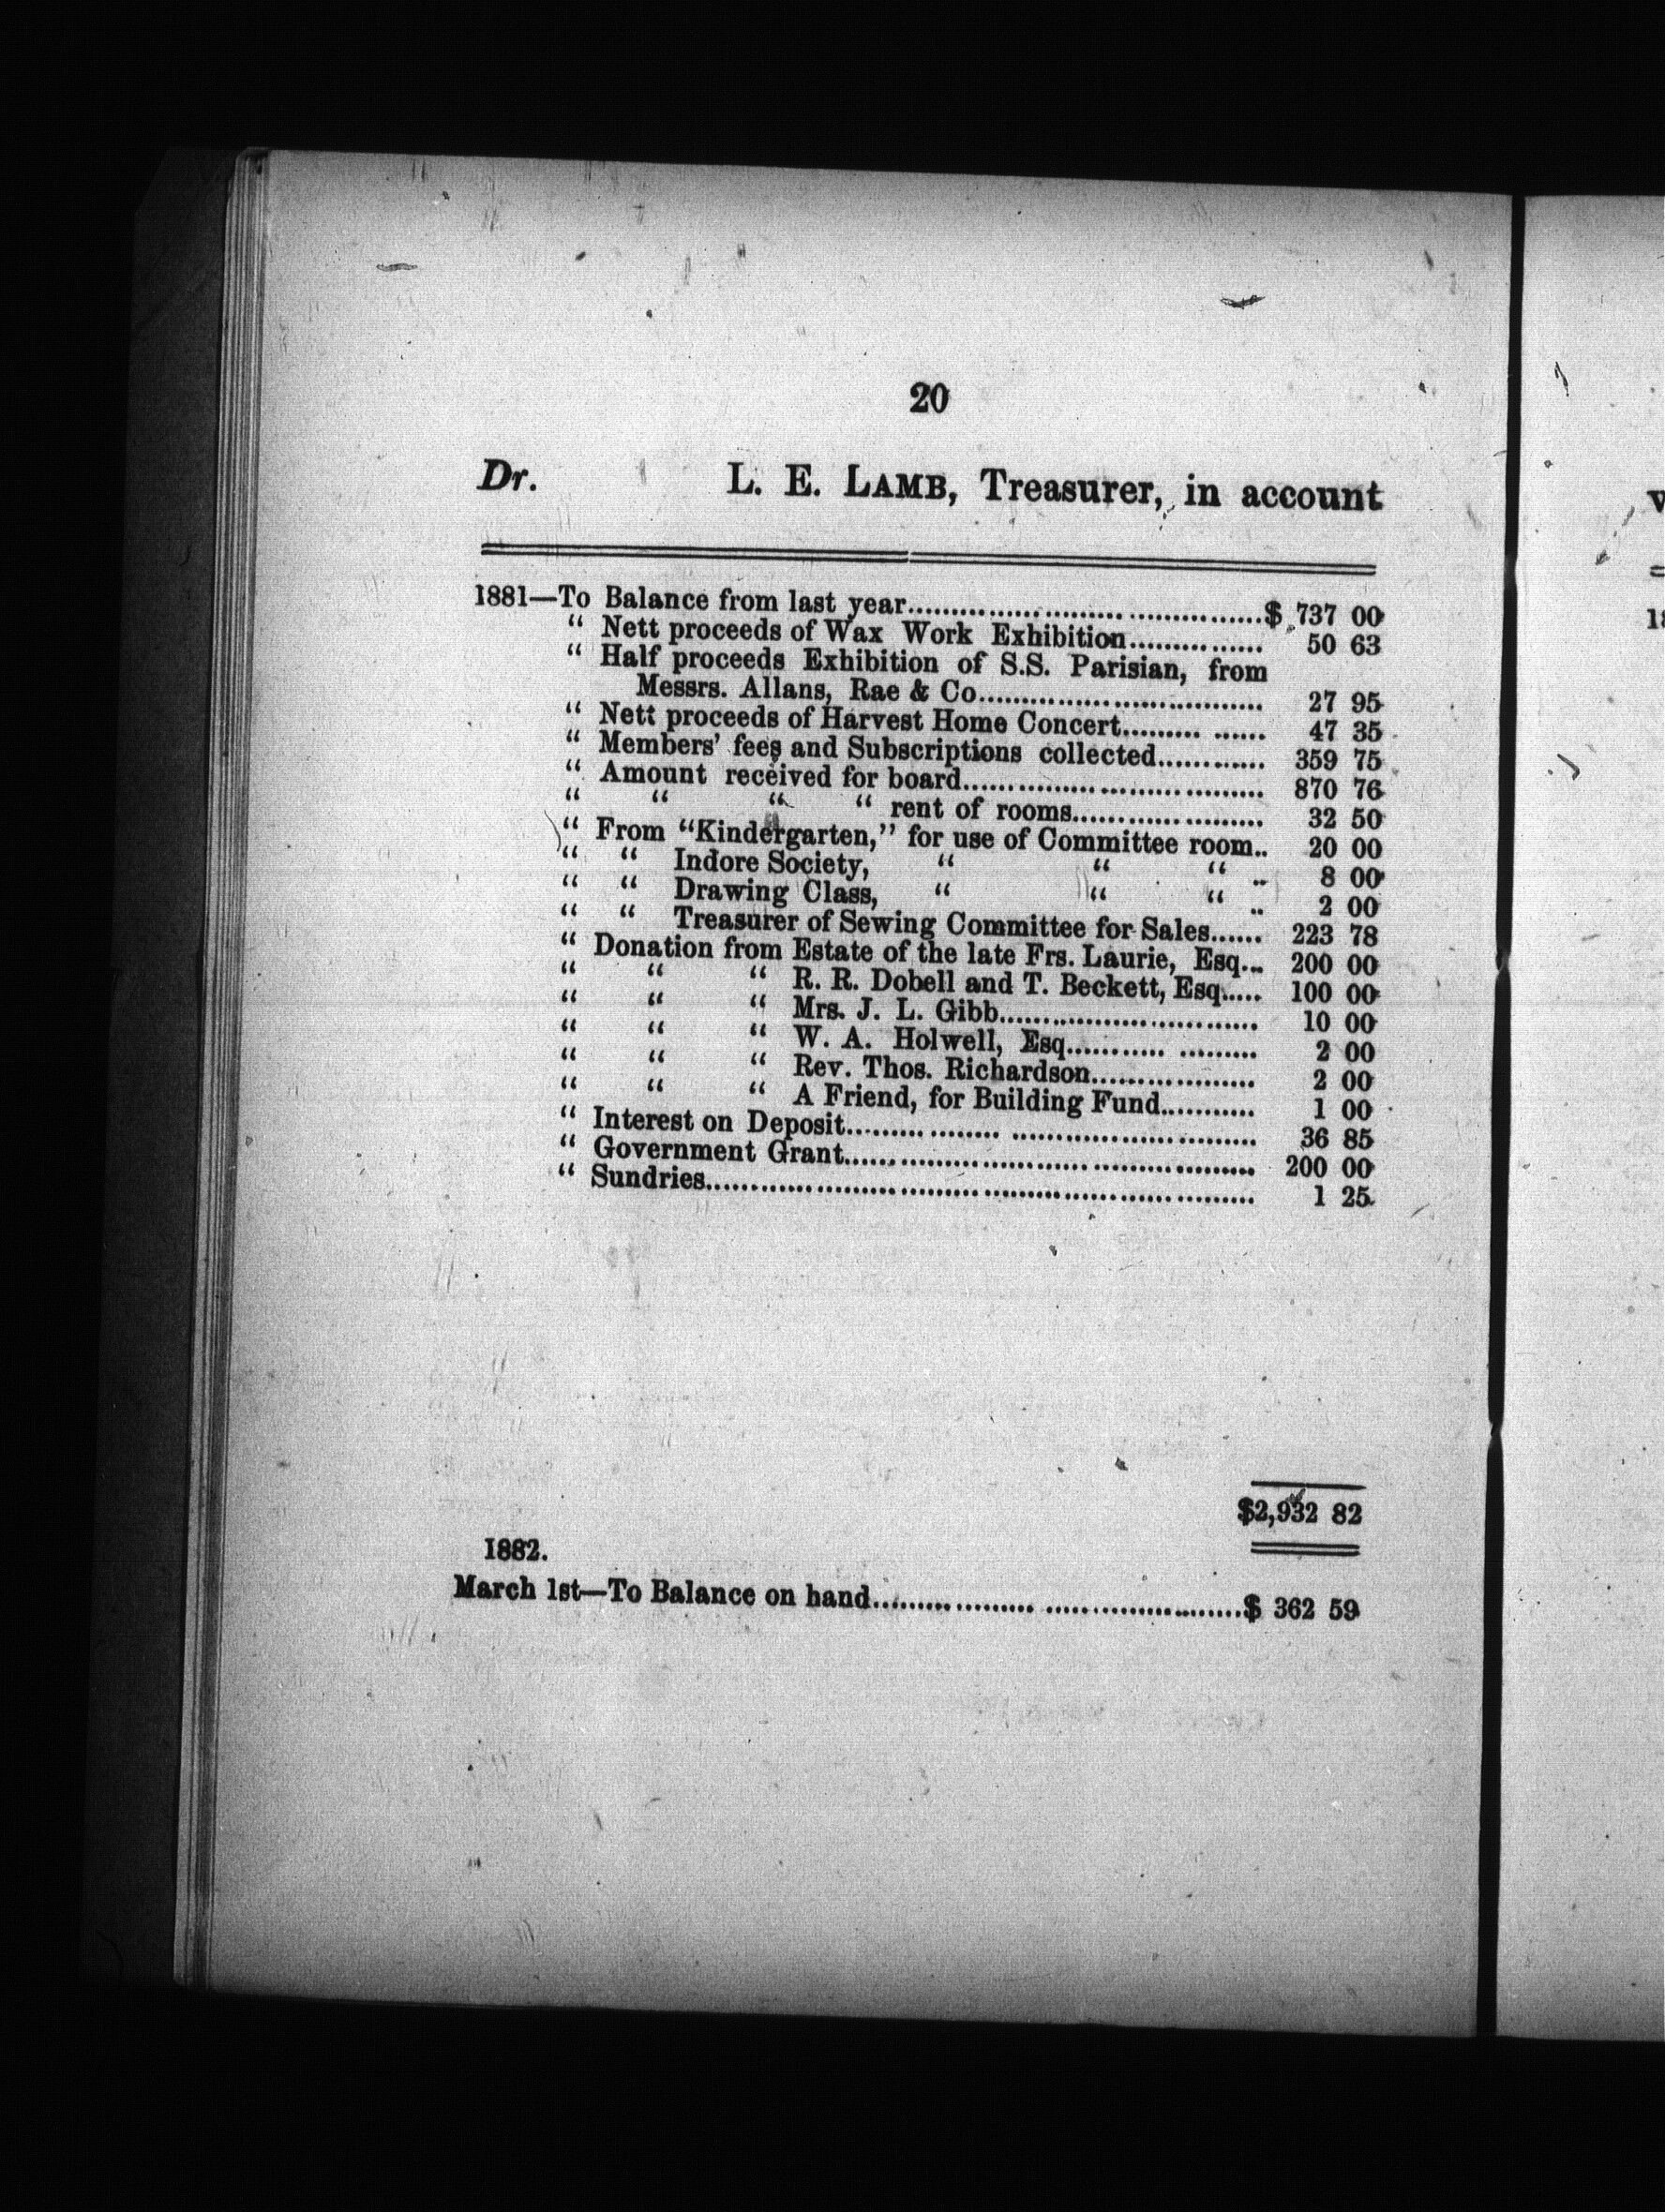 20
Dr. L. E. LAMB, Treasurer, in account
1881—To Balance from last year..............................$ 737 00
“ Nett proceeds of Wax Work Exhibition............... 50 63
“ Half proceeds Exhibition of S.S. Parisian, from
Messrs. Allans, Rae & Co.............................. 27 95
“ Nett proceeds of Harvest Home Concert............... 47 35
“ Members’ fees and Subscriptions collected............ 359 75
“ Amount received for board.............................. 870 76
“ “ “ “ rent of rooms..................... 32 50
“ From “Kindergarten,” for use of Committee room.. 20 00
“ “ Indore Society, “ “ “ .. 8 00
“ “ Drawing Class, “ “ “ .. 2 00
“ “ Treasurer of Sewing Committee for Sales...... 223 78
“ Donation from Estate of the late Frs. Laurie, Esq... 200 00
“ “ “ R. R. Dobell and T. Beckett, Esq..... 100 00
“ “ “ Mrs. J. L. Gibb........................... 10 00
“ “ “ W. A. Holwell, Esq.................... 2 00
“ “ “ Rev. Thos. Richardson.................. 2 00
“ “ “ A Friend, for Building Fund........... 1 00
“ Interest on Deposit.......................................... 36 85
“ Government Grant.......................................... 200 00
“ Sundries...................................................... 1 25
$2,932 82
1882.
March 1st—To Balance on hand....................................$ 362 59